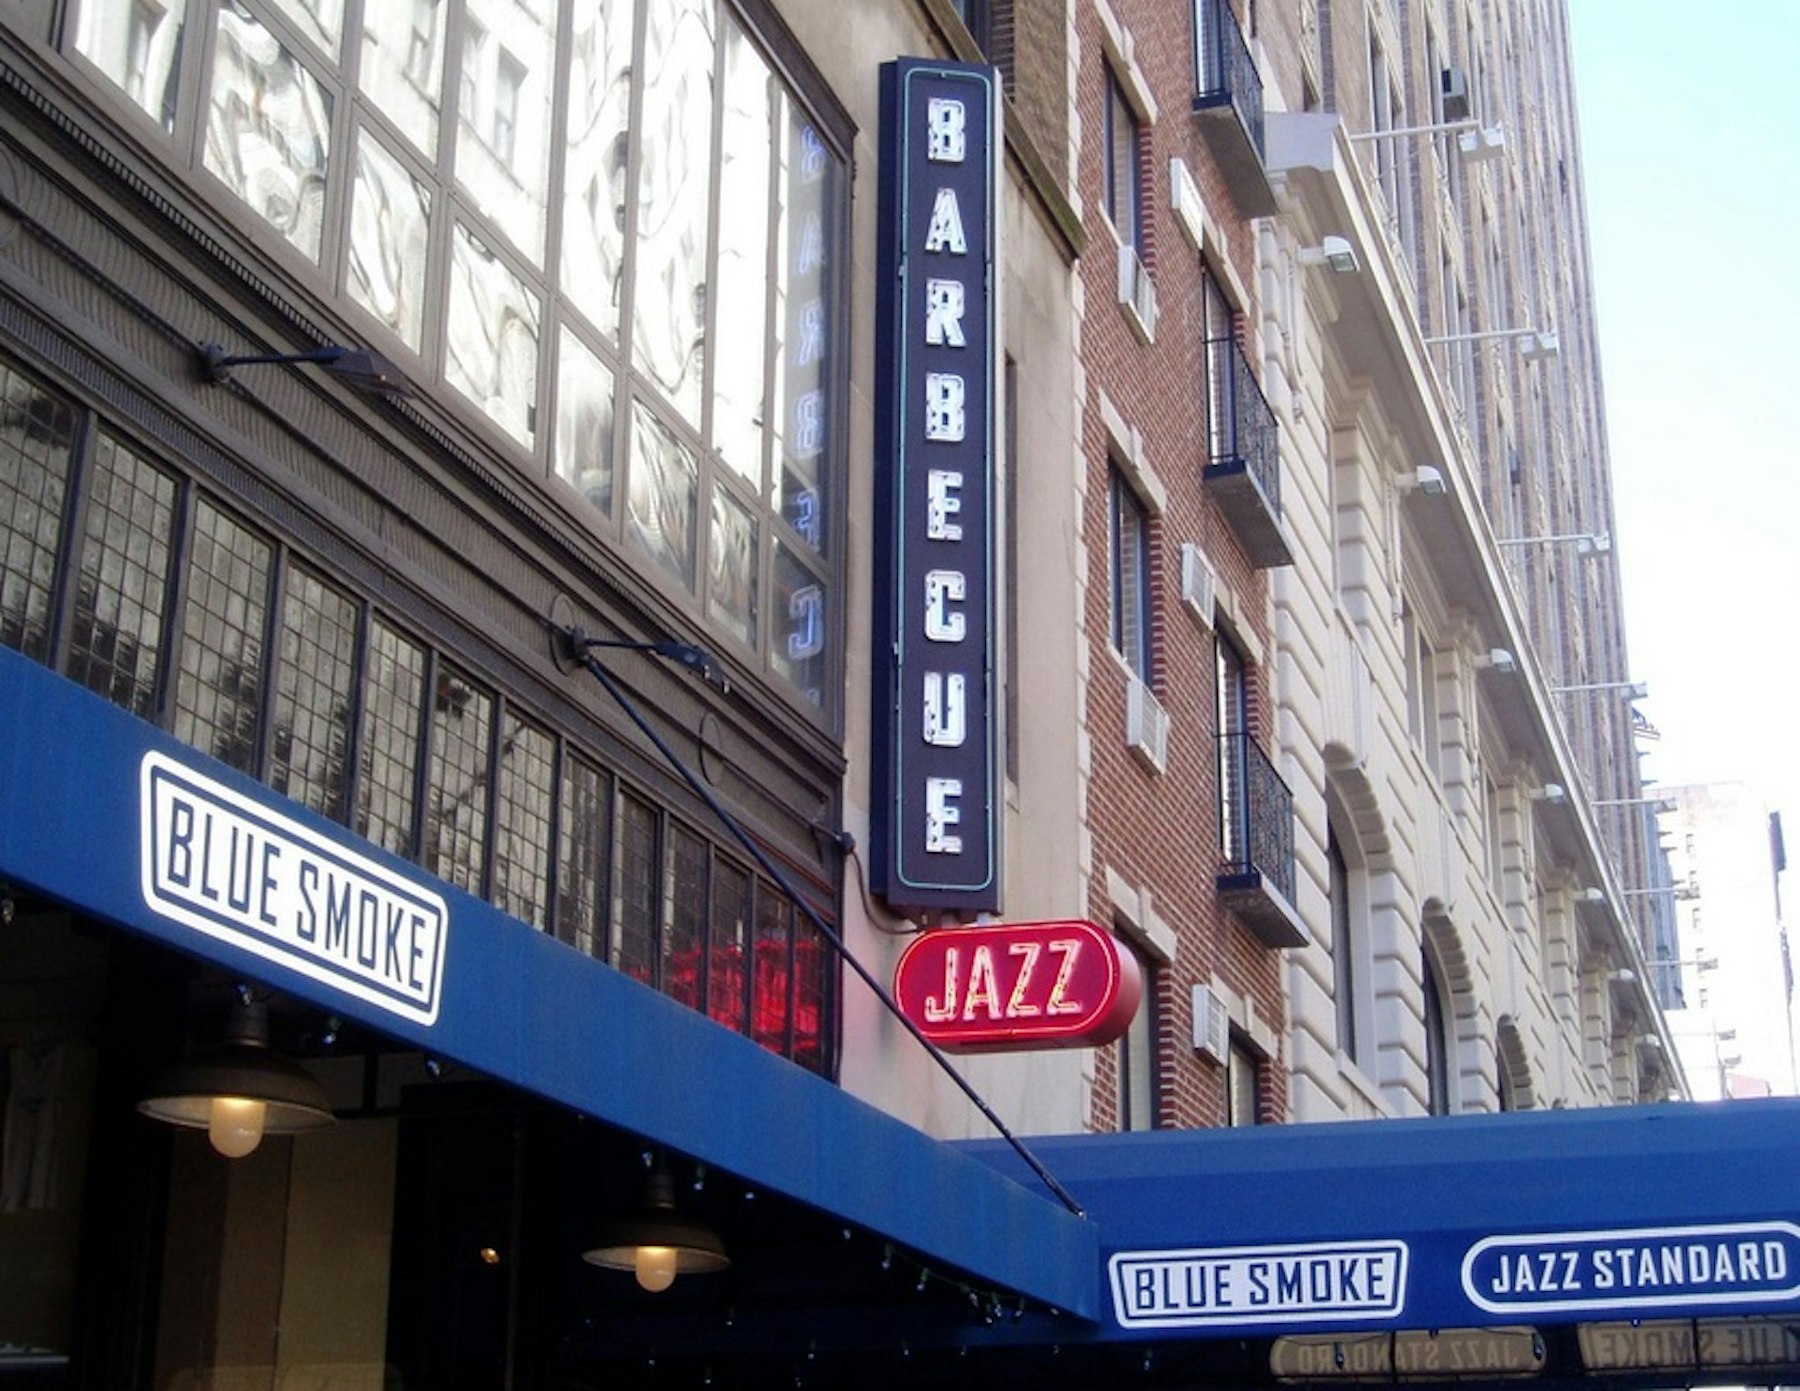 BARBECUE
JAZZ
BLUE SMOKE
BLUE SMOKE
JAZZ STANDARD